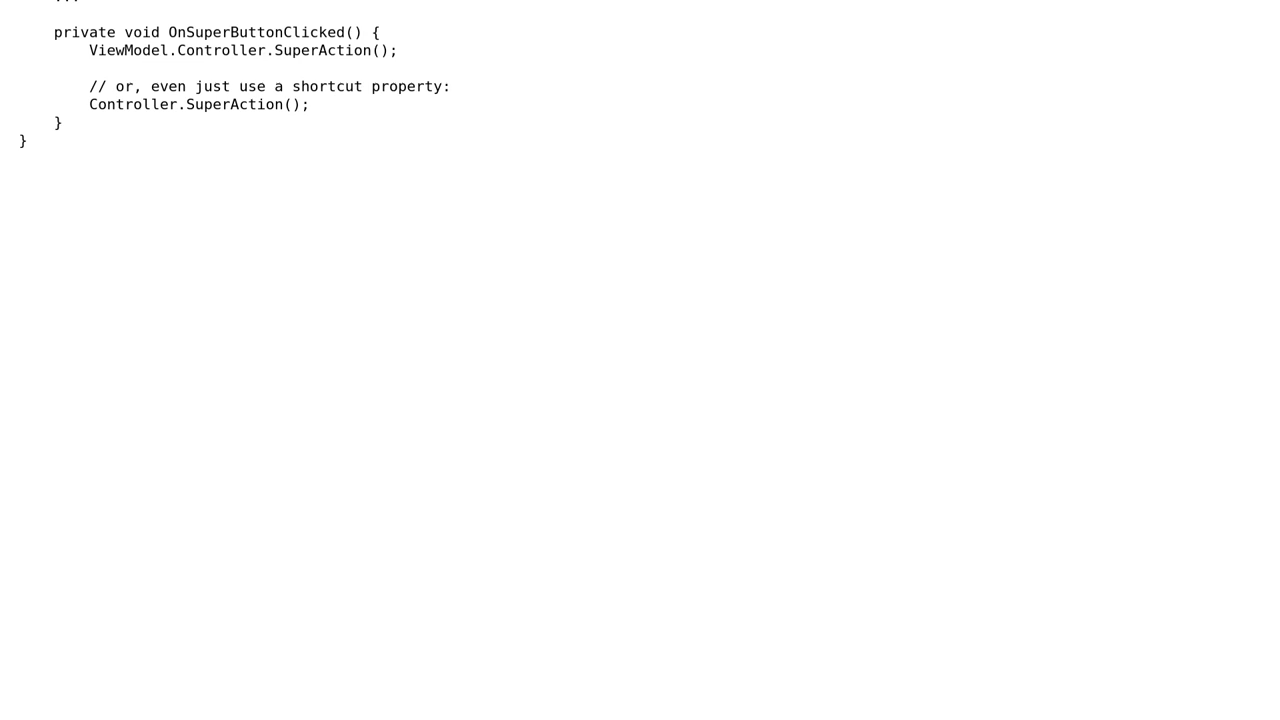 ...
    private void OnSuperButtonClicked() {
        ViewModel.Controller.SuperAction();
        // or, even just use a shortcut property:
        Controller.SuperAction();
    }
}